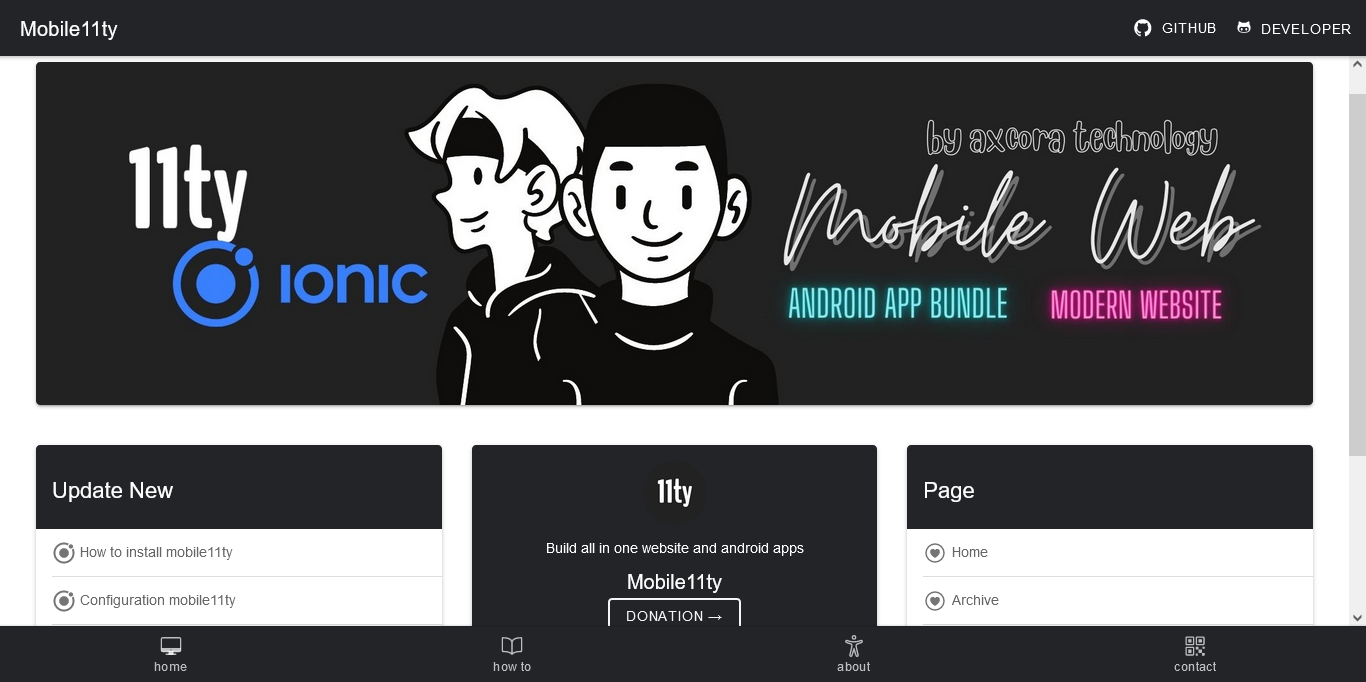 Mobile11ty
GITHUB
DEVELOPER
11ty
IONIC
by axcora technology
Mobile Web
ANDROID APP BUNDLE
MODERN WEBSITE
Update New
How to install mobile11ty
Configuration mobile11ty
11ty
Build all in one website and android apps
Mobile11ty
DONATION →
Page
Home
Archive
home
how to
about
contact